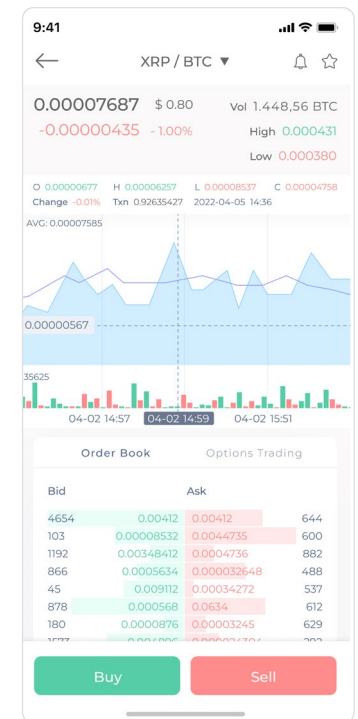 9:41
XRP / BTC ▼
0.00007687 $ 0.80 Vol 1.448,56 BTC
-0.00000435 - 1.00% High 0.000431
Low 0.000380
O 0.00000677 H 0.00006257 L 0.00008537 C 0.00004758
Change -0.01% Txn 0.92635427 2022-04-05 14:36
AVG: 0.00007585
0.00000567
35625
04-02 14:57 04-02 14:59 04-02 15:51
Order Book Options Trading
Bid Ask
4654 0.00412 0.00412 644
103 0.00008532 0.0044735 600
1192 0.00348412 0.0004736 882
866 0.0005634 0.000032648 488
45 0.009112 0.00034272 537
878 0.000568 0.0634 612
180 0.0000876 0.00003245 629
Buy Sell